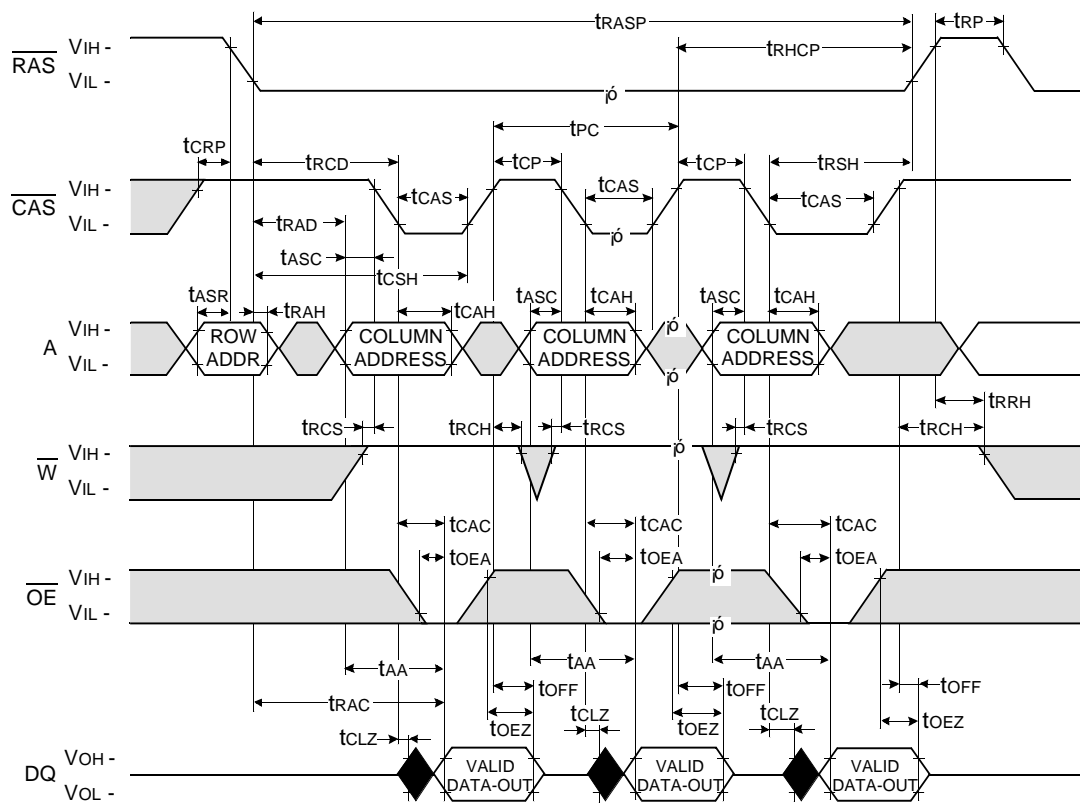 tRASP
tRP
tRHCP
RAS
VIH -
VIL -
¡ó
tPC
tCRP
tRCD
tCP
tCP
tRSH
CAS
VIH -
VIL -
tCAS
tCAS
tCAS
¡ó
tRAD
tASC
tCSH
tASR
tRAH
tCAH
tASC
tCAH
tASC
tCAH
A
VIH -
VIL -
ROW
ADDR
COLUMN
ADDRESS
COLUMN
ADDRESS
¡ó
¡ó
COLUMN
ADDRESS
tRRH
tRCS
tRCH
tRCS
tRCS
tRCH
W
VIH -
VIL -
¡ó
tCAC
tCAC
tCAC
tOEA
tOEA
tOEA
OE
VIH -
VIL -
¡ó
¡ó
tAA
tAA
tAA
tOFF
tOFF
tOFF
tRAC
tOEZ
tOEZ
tOEZ
tCLZ
tCLZ
tCLZ
DQ
VOH -
VOL -
VALID
DATA-OUT
VALID
DATA-OUT
VALID
DATA-OUT